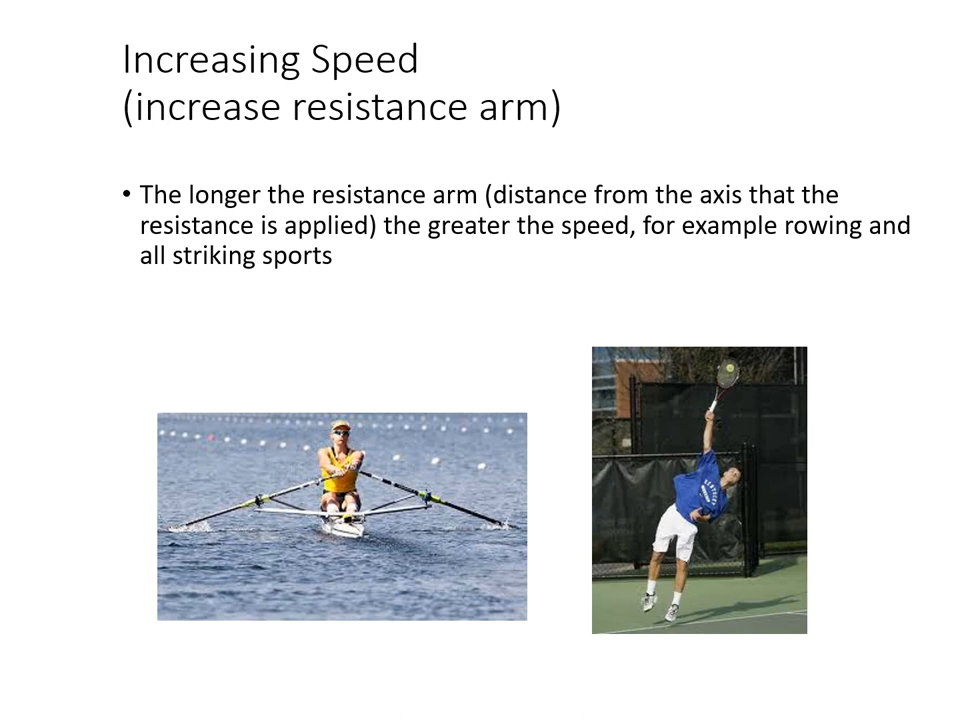 Increasing Speed
(increase resistance arm)
• The longer the resistance arm (distance from the axis that the
resistance is applied) the greater the speed, for example rowing and
all striking sports